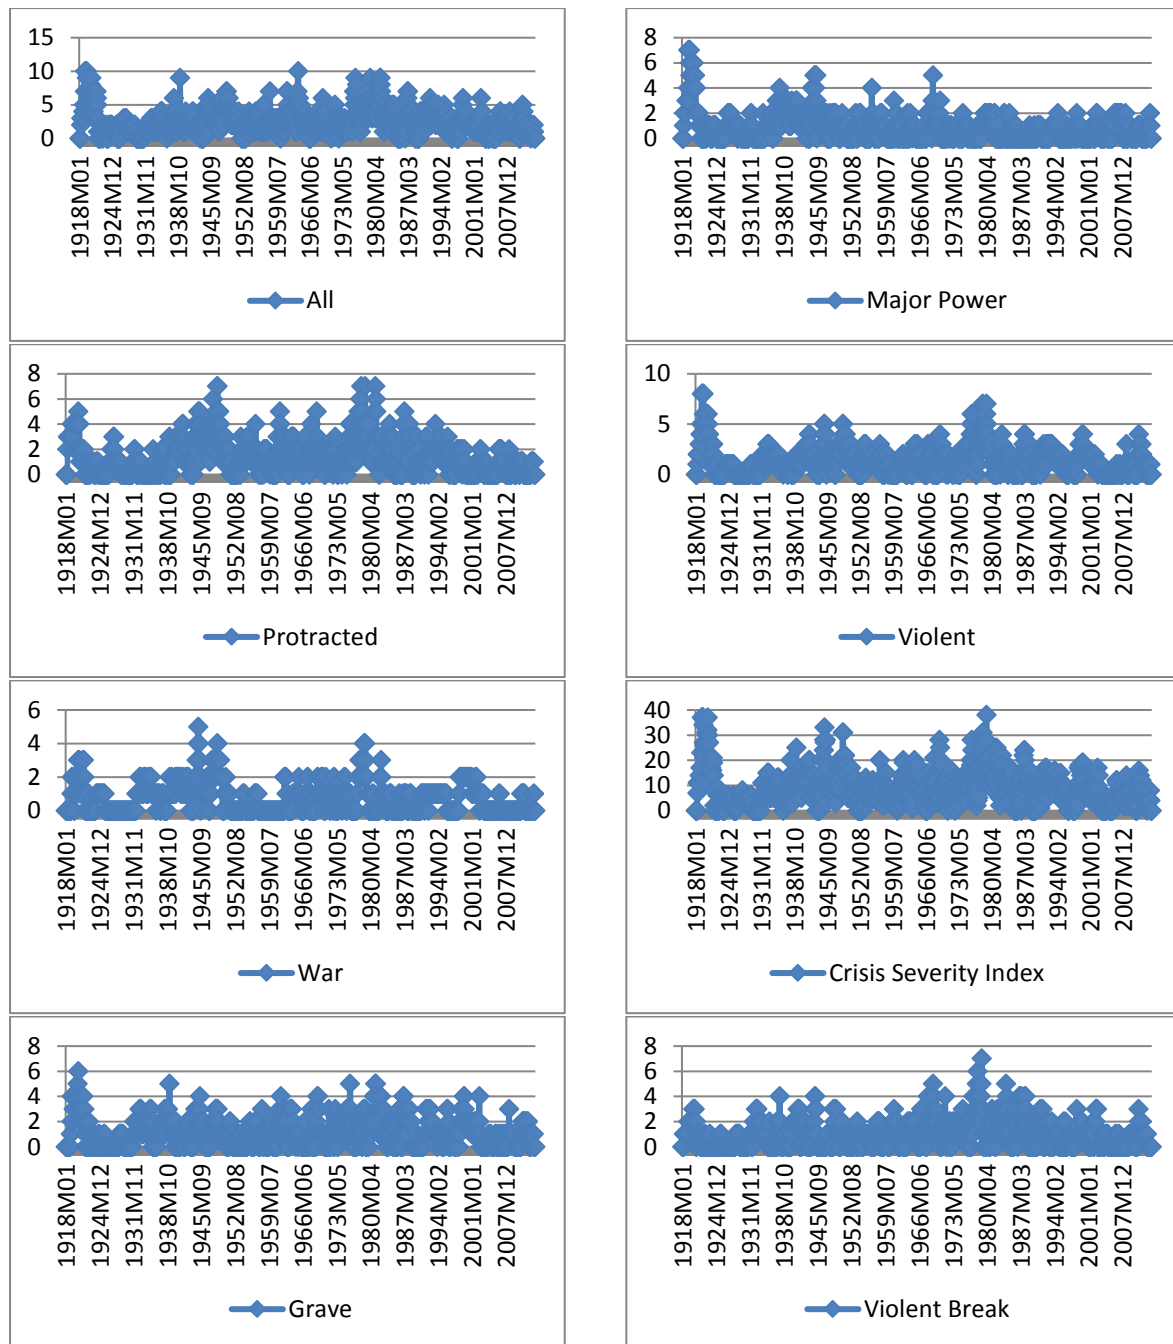 15
10
5
0
1918M01
1924M12
1931M11
1938M10
1945M09
1952M08
1959M07
1966M06
1973M05
1980M04
1987M03
1994M02
2001M01
2007M12
All
8
6
4
2
0
1918M01
1924M12
1931M11
1938M10
1945M09
1952M08
1959M07
1966M06
1973M05
1980M04
1987M03
1994M02
2001M01
2007M12
Major Power
8
6
4
2
0
1918M01
1924M12
1931M11
1938M10
1945M09
1952M08
1959M07
1966M06
1973M05
1980M04
1987M03
1994M02
2001M01
2007M12
Protracted
10
5
0
1918M01
1924M12
1931M11
1938M10
1945M09
1952M08
1959M07
1966M06
1973M05
1980M04
1987M03
1994M02
2001M01
2007M12
Violent
6
4
2
0
1918M01
1924M12
1931M11
1938M10
1945M09
1952M08
1959M07
1966M06
1973M05
1980M04
1987M03
1994M02
2001M01
2007M12
War
40
30
20
10
0
1918M01
1924M12
1931M11
1938M10
1945M09
1952M08
1959M07
1966M06
1973M05
1980M04
1987M03
1994M02
2001M01
2007M12
Crisis Severity Index
8
6
4
2
0
1918M01
1924M12
1931M11
1938M10
1945M09
1952M08
1959M07
1966M06
1973M05
1980M04
1987M03
1994M02
2001M01
2007M12
Grave
8
6
4
2
0
1918M01
1924M12
1931M11
1938M10
1945M09
1952M08
1959M07
1966M06
1973M05
1980M04
1987M03
1994M02
2001M01
2007M12
Violent Break